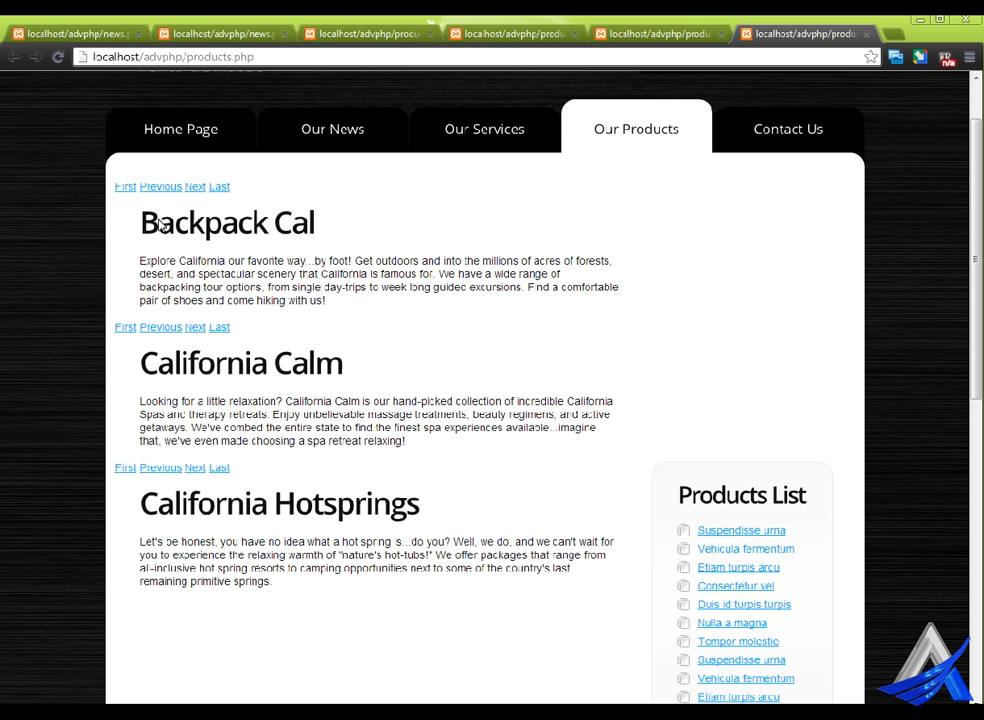 localhost/advphp/news.p
localhost/advphp/news.p
localhost/advphp/produc
localhost/advphp/produ
localhost/advphp/produ
localhost/advphp/produ
localhost/advphp/products.php
n/a
Home Page
Our News
Our Services
Our Products
Contact Us
First Previous Next Last
Backpack Cal
Explore California our favorite way...by foot! Get outdoors and into the millions of acres of forests,
desert, and spectacular scenery that California is famous for. We have a wide range of
backpacking tour options, from single day-trips to week long guided excursions. Find a comfortable
pair of shoes and come hiking with us!
First Previous Next Last
California Calm
Looking for a little relaxation? California Calm is our hand-picked collection of incredible California
Spas and therapy retreats. Enjoy unbelievable massage treatments, beauty regimens, and active
getaways. We've combed the entire state to find the finest spa experiences available...imagine
that, we've even made choosing a spa retreat relaxing!
First Previous Next Last
California Hotsprings
Let's be honest, you have no idea what a hot spring is...do you? Well, we do, and we can't wait for
you to experience the relaxing warmth of "nature's hot-tubs!" We offer packages that range from
all-inclusive hot spring resorts to camping opportunities next to some of the country's last
remaining primitive springs.
Products List
Suspendisse urna
Vehicula fermentum
Etiam turpis arcu
Consectetur vel
Duis id turpis turpis
Nulla a magna
Tempor molestie
Suspendisse urna
Vehicula fermentum
Etiam turpis arcu